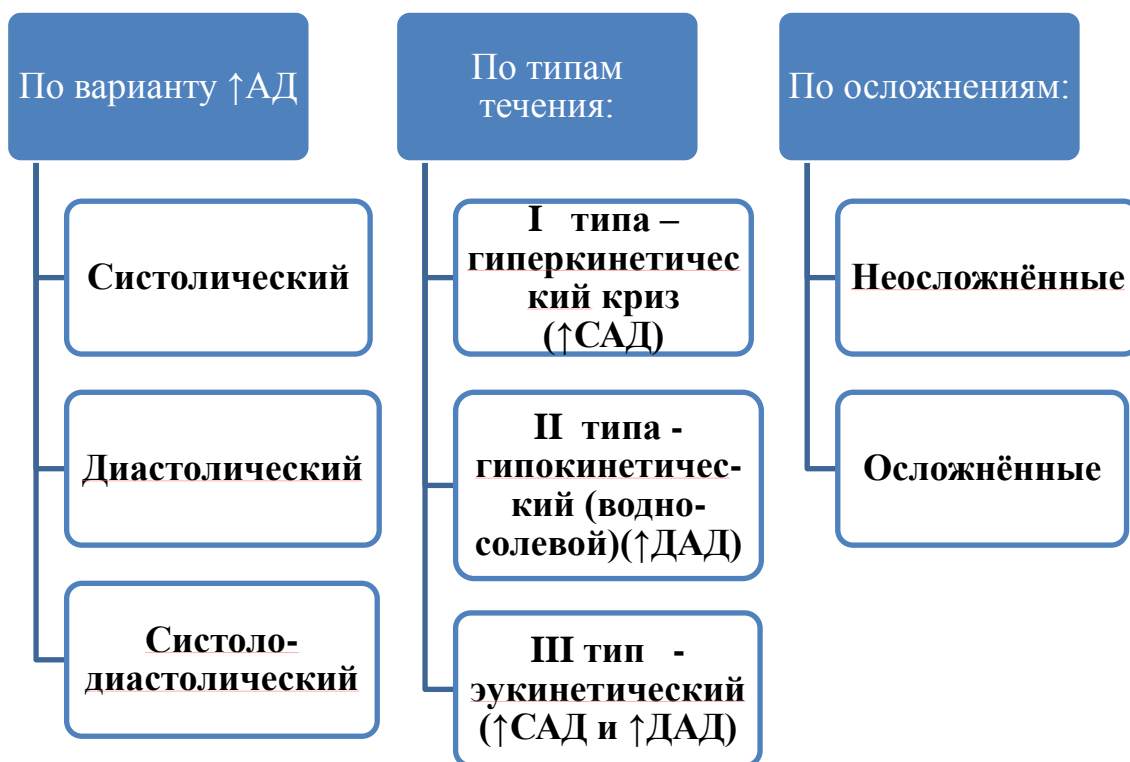 По варианту ↑АД
Систолический
Диастолический
Систоло-
диастолический
По типам
течения:
I типа –
гиперкинетичес
кий криз
(↑САД)
II типа -
гипокинетичес-
кий (водно-
солевой)(↑ДАД)
III тип -
эукинетический
(↑САД и ↑ДАД)
По осложнениям:
Неосложнённые
Осложнённые